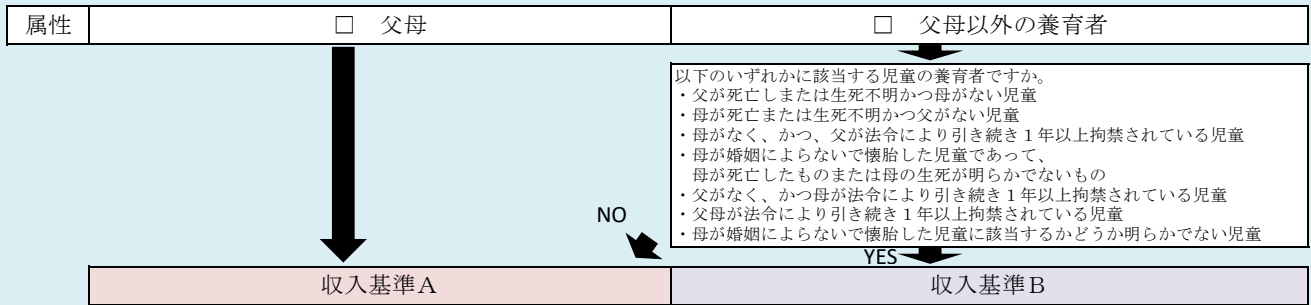 属性
□　父母
□　父母以外の養育者
以下のいずれかに該当する児童の養育者ですか。
・父が死亡しまたは生死不明かつ母がない児童
・母が死亡または生死不明かつ父がない児童
・母がなく、かつ、父が法令により引き続き１年以上拘禁されている児童
・母が婚姻によらないで懐胎した児童であって、
母が死亡したものまたは母の生死が明らかでないもの
・父がなく、かつ母が法令により引き続き１年以上拘禁されている児童
・父母が法令により引き続き１年以上拘禁されている児童
・母が婚姻によらないで懐胎した児童に該当するかどうか明らかでない児童
NO
YES
収入基準Ａ
収入基準Ｂ